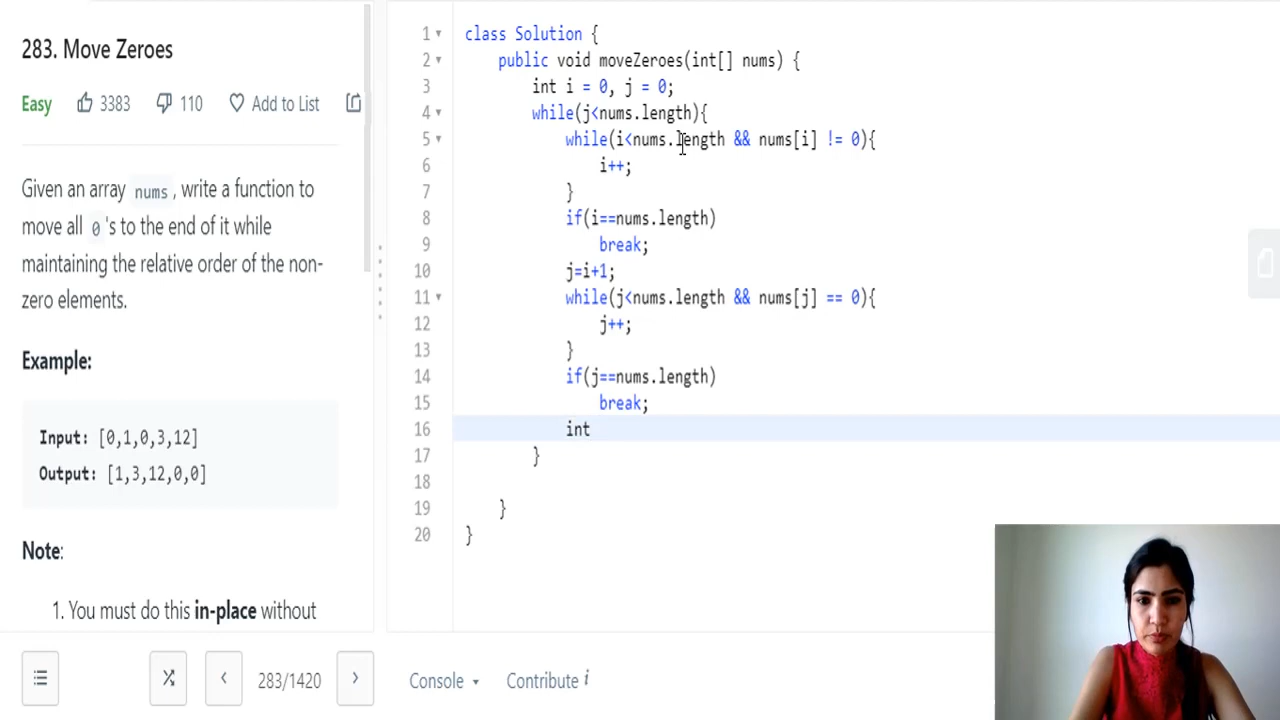 283. Move Zeroes
Easy 3383 110 Add to List
Given an array nums, write a function to
move all 0's to the end of it while
maintaining the relative order of the non-
zero elements.
Example:
Input: [0,1,0,3,12]
Output: [1,3,12,0,0]
Note:
1. You must do this in-place without
283/1420
1 class Solution {
2 public void moveZeroes(int[] nums) {
3 int i = 0, j = 0;
4 while(j<nums.length){
5 while(i<nums.length && nums[i] != 0){
6 i++;
7 }
8 if(i==nums.length)
9 break;
10 j=i+1;
11 while(j<nums.length && nums[j] == 0){
12 j++;
13 }
14 if(j==nums.length)
15 break;
16 int
17 }
18
19 }
20 }
Console Contribute i